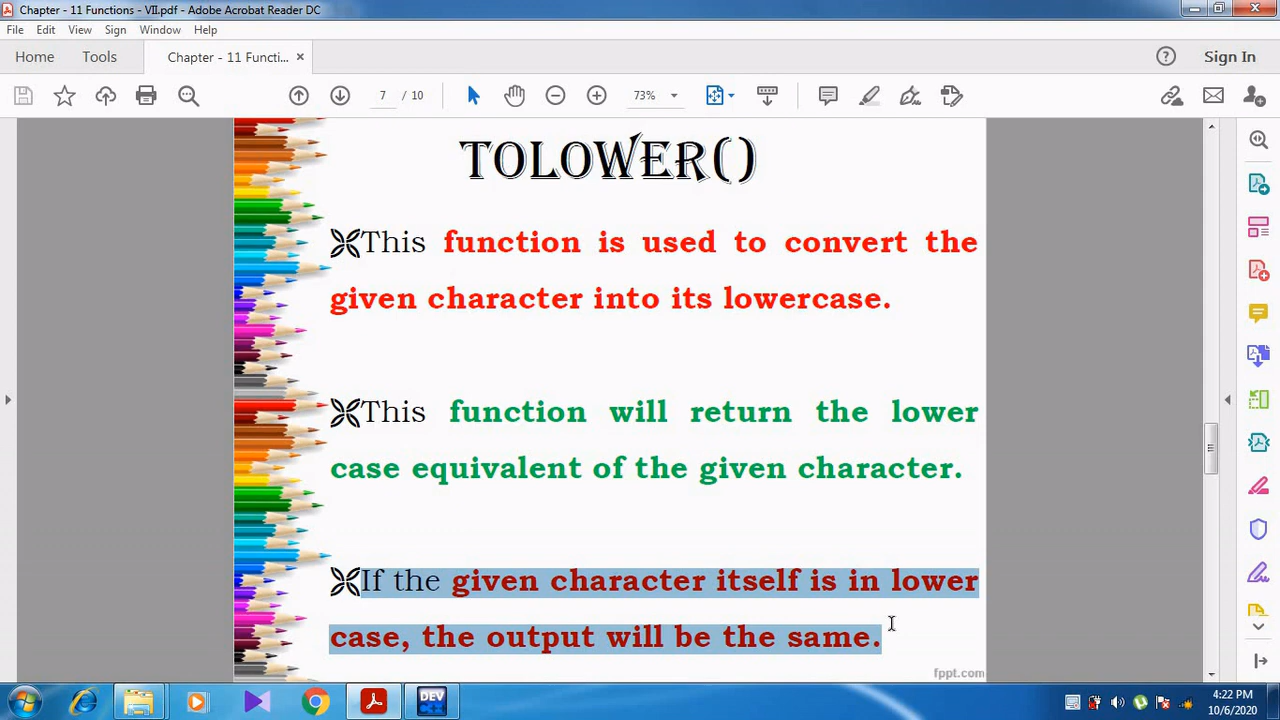 Chapter - 11 Functions - VII.pdf - Adobe Acrobat Reader DC
File Edit View Sign Window Help
Home Tools Chapter - 11 Functi... × Sign In
7 / 10 73%
TOLOWER()
This function is used to convert the
given character into its lowercase.
This function will return the lower
case equivalent of the given character.
If the given character itself is in lower
case, the output will be the same.
fppt.com
DEV
4:22 PM
10/6/2020